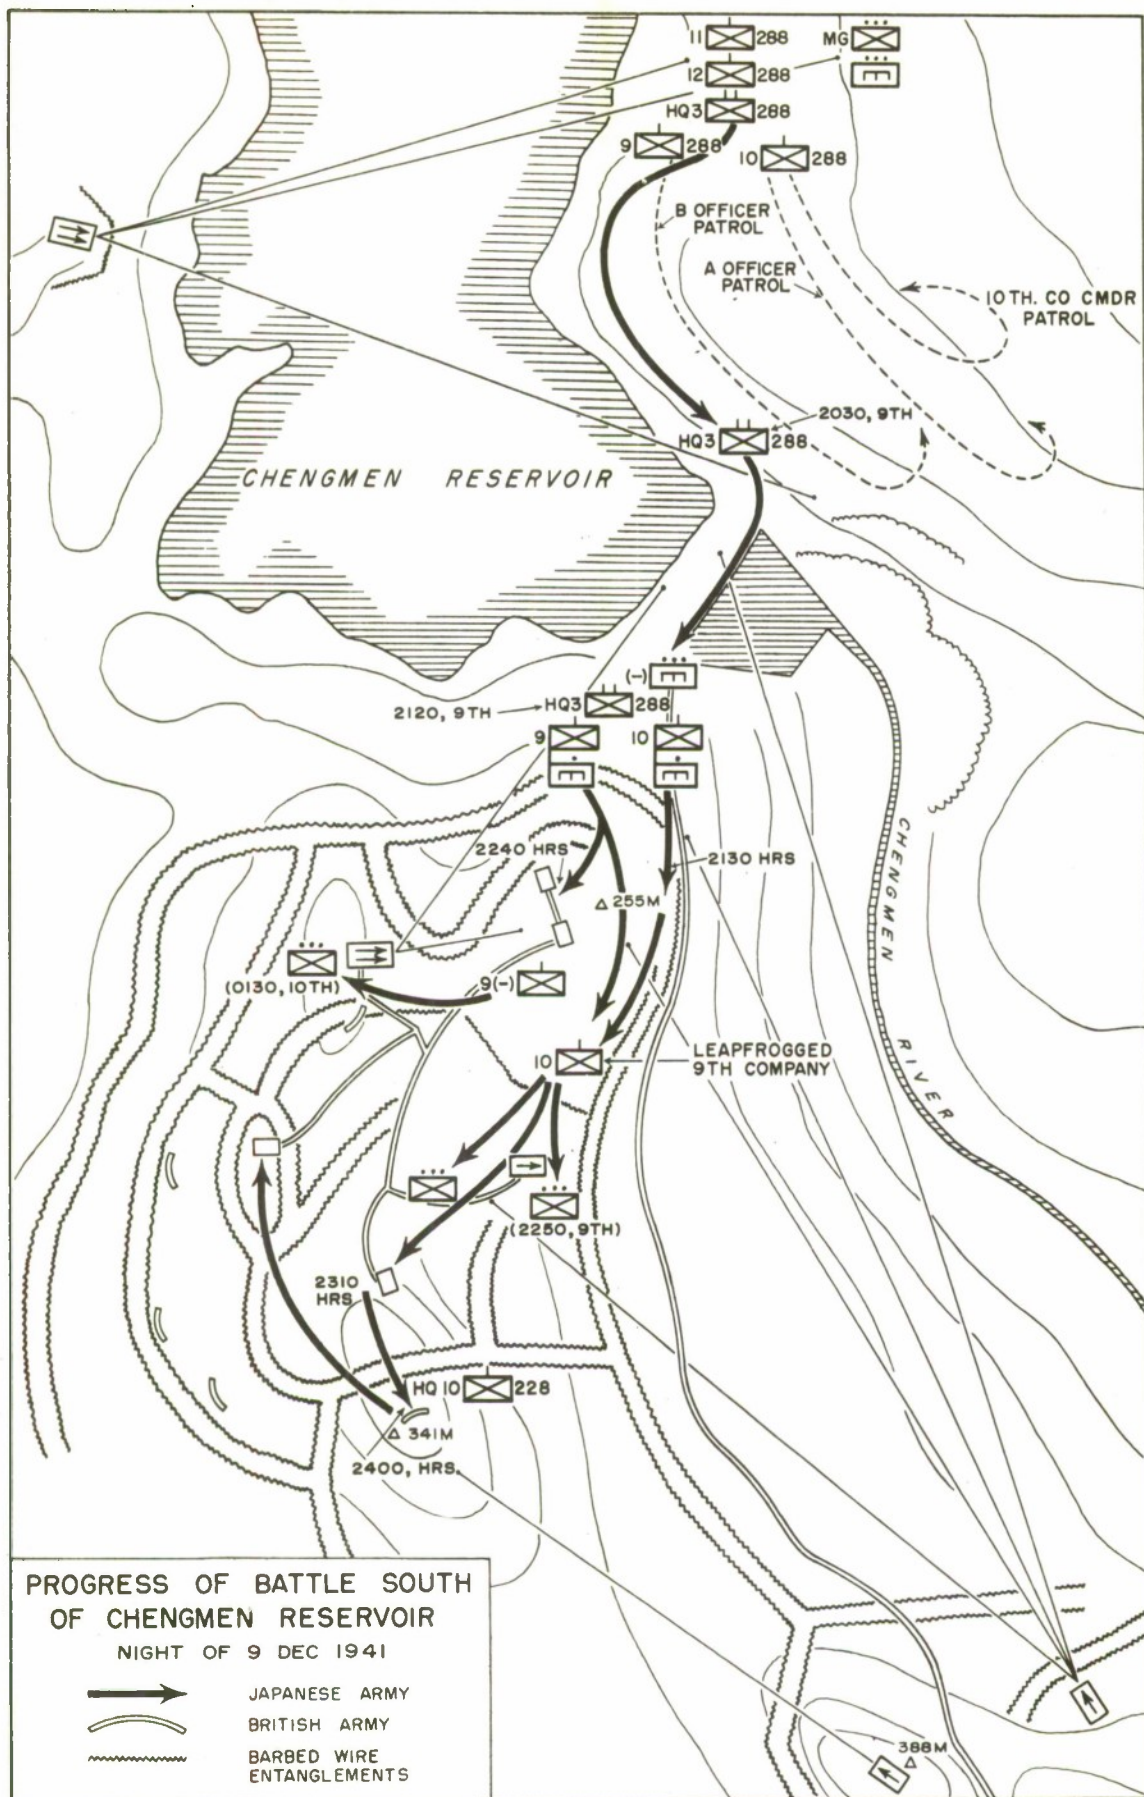 11 288
MG
12 288
HQ3 288
9 288
10 288
B OFFICER
PATROL
A OFFICER
PATROL
10TH. CO CMDR
PATROL
2030, 9TH
HQ3 288
CHENGMEN RESERVOIR
(-)
2120, 9TH
HQ3 288
9
10
2240 HRS
2130 HRS
255M
CHENGMEN RIVER
9(-)
(0130, 10TH)
10
LEAPFROGGED
9TH COMPANY
(2250, 9TH)
2310
HRS
HQ 10 228
341M
2400, HRS.
388M
PROGRESS OF BATTLE SOUTH
OF CHENGMEN RESERVOIR
NIGHT OF 9 DEC 1941
JAPANESE ARMY
BRITISH ARMY
BARBED WIRE
ENTANGLEMENTS